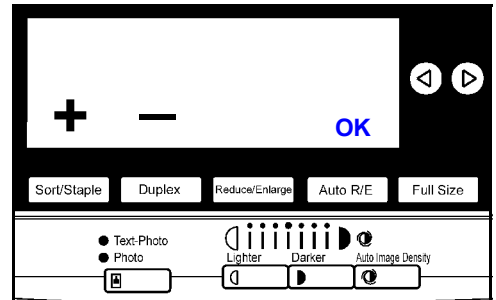 + — OK
Sort/Staple Duplex Reduce/Enlarge Auto R/E Full Size
Text-Photo
Photo
Lighter Darker Auto Image Density